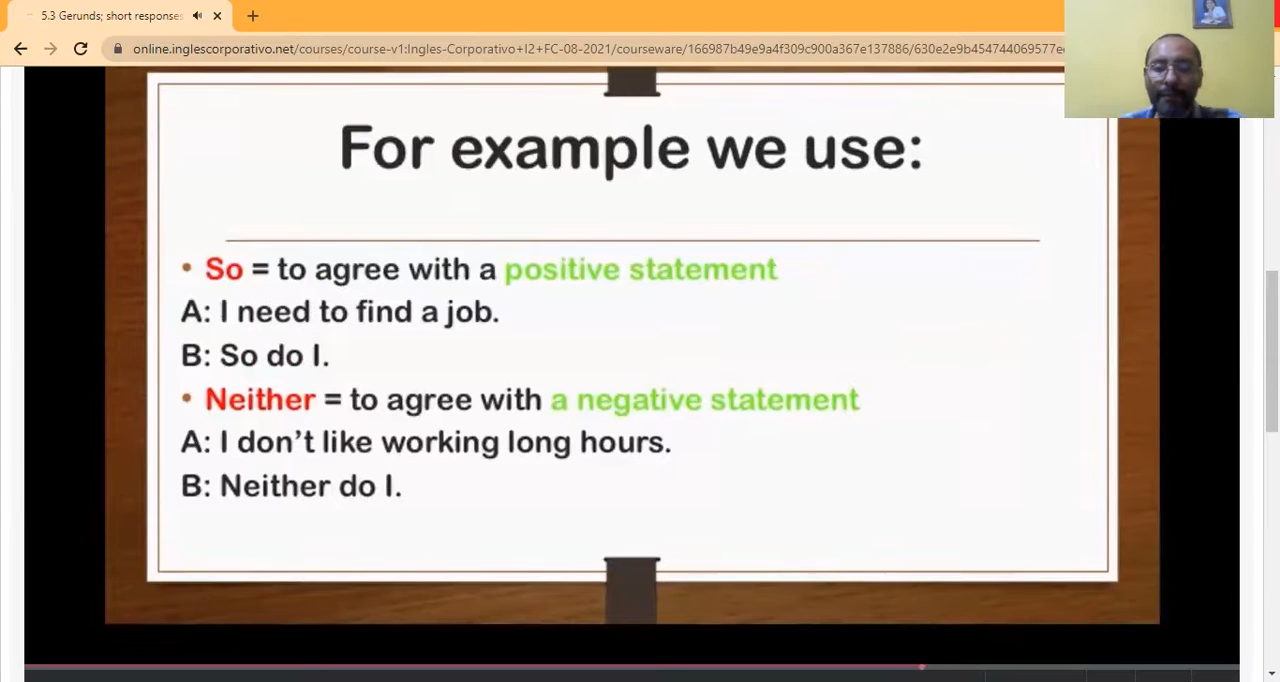 5.3 Gerunds; short responses
online.inglescorporativo.net/courses/course-v1:Ingles-Corporativo+I2+FC-08-2021/courseware/166987b49e9a4f309c900a367e137886/630e2e9b454744069577e
For example we use:
• So = to agree with a positive statement
A: I need to find a job.
B: So do I.
• Neither = to agree with a negative statement
A: I don't like working long hours.
B: Neither do I.